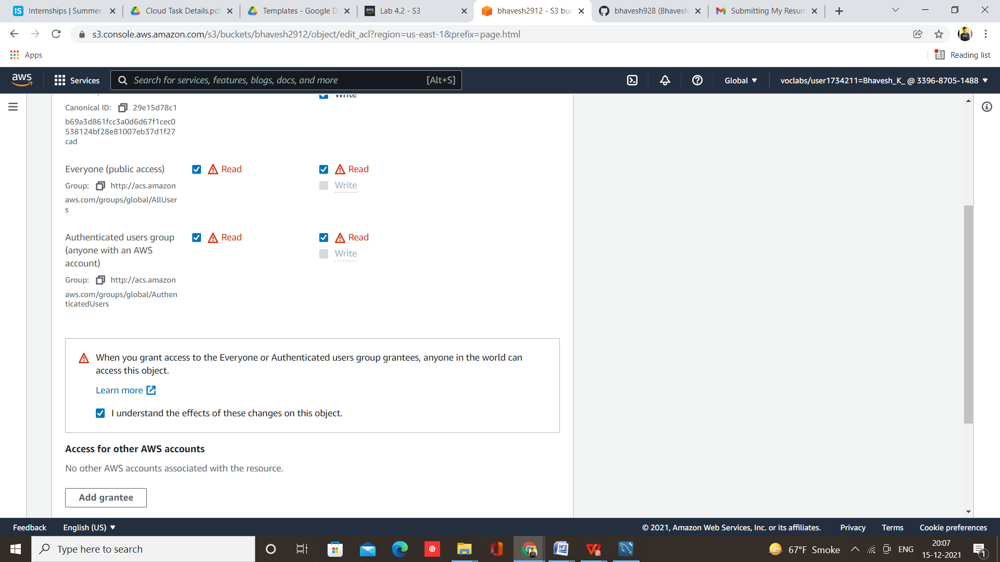 Internships | Summer
Cloud Task Details.pdf
Templates - Google D
Lab 4.2 - S3
bhavesh2912 - S3 buc
bhavesh928 (Bhavesh
Submitting My Resum
s3.console.aws.amazon.com/s3/buckets/bhavesh2912/object/edit_acl?region=us-east-1&prefix=page.html
Apps
Reading list
aws
Services
Search for services, features, blogs, docs, and more
[Alt+S]
Global
voclabs/user1734211=Bhavesh_K_ @ 3396-8705-1488
Write
Canonical ID: 29e15d78c1
b69a3d861fcc3a0d6d67f1cec0
538124bf28e81007eb37d1f27
cad
Everyone (public access)
Read
Read
Group: http://acs.amazon
Write
aws.com/groups/global/AllUser
s
Authenticated users group
(anyone with an AWS
account)
Read
Read
Write
Group: http://acs.amazon
aws.com/groups/global/Authen
ticatedUsers
When you grant access to the Everyone or Authenticated users group grantees, anyone in the world can
access this object.
Learn more
I understand the effects of these changes on this object.
Access for other AWS accounts
No other AWS accounts associated with the resource.
Add grantee
Feedback
English (US)
© 2021, Amazon Web Services, Inc. or its affiliates.
Privacy
Terms
Cookie preferences
Type here to search
67°F Smoke
ENG
20:07
15-12-2021
1